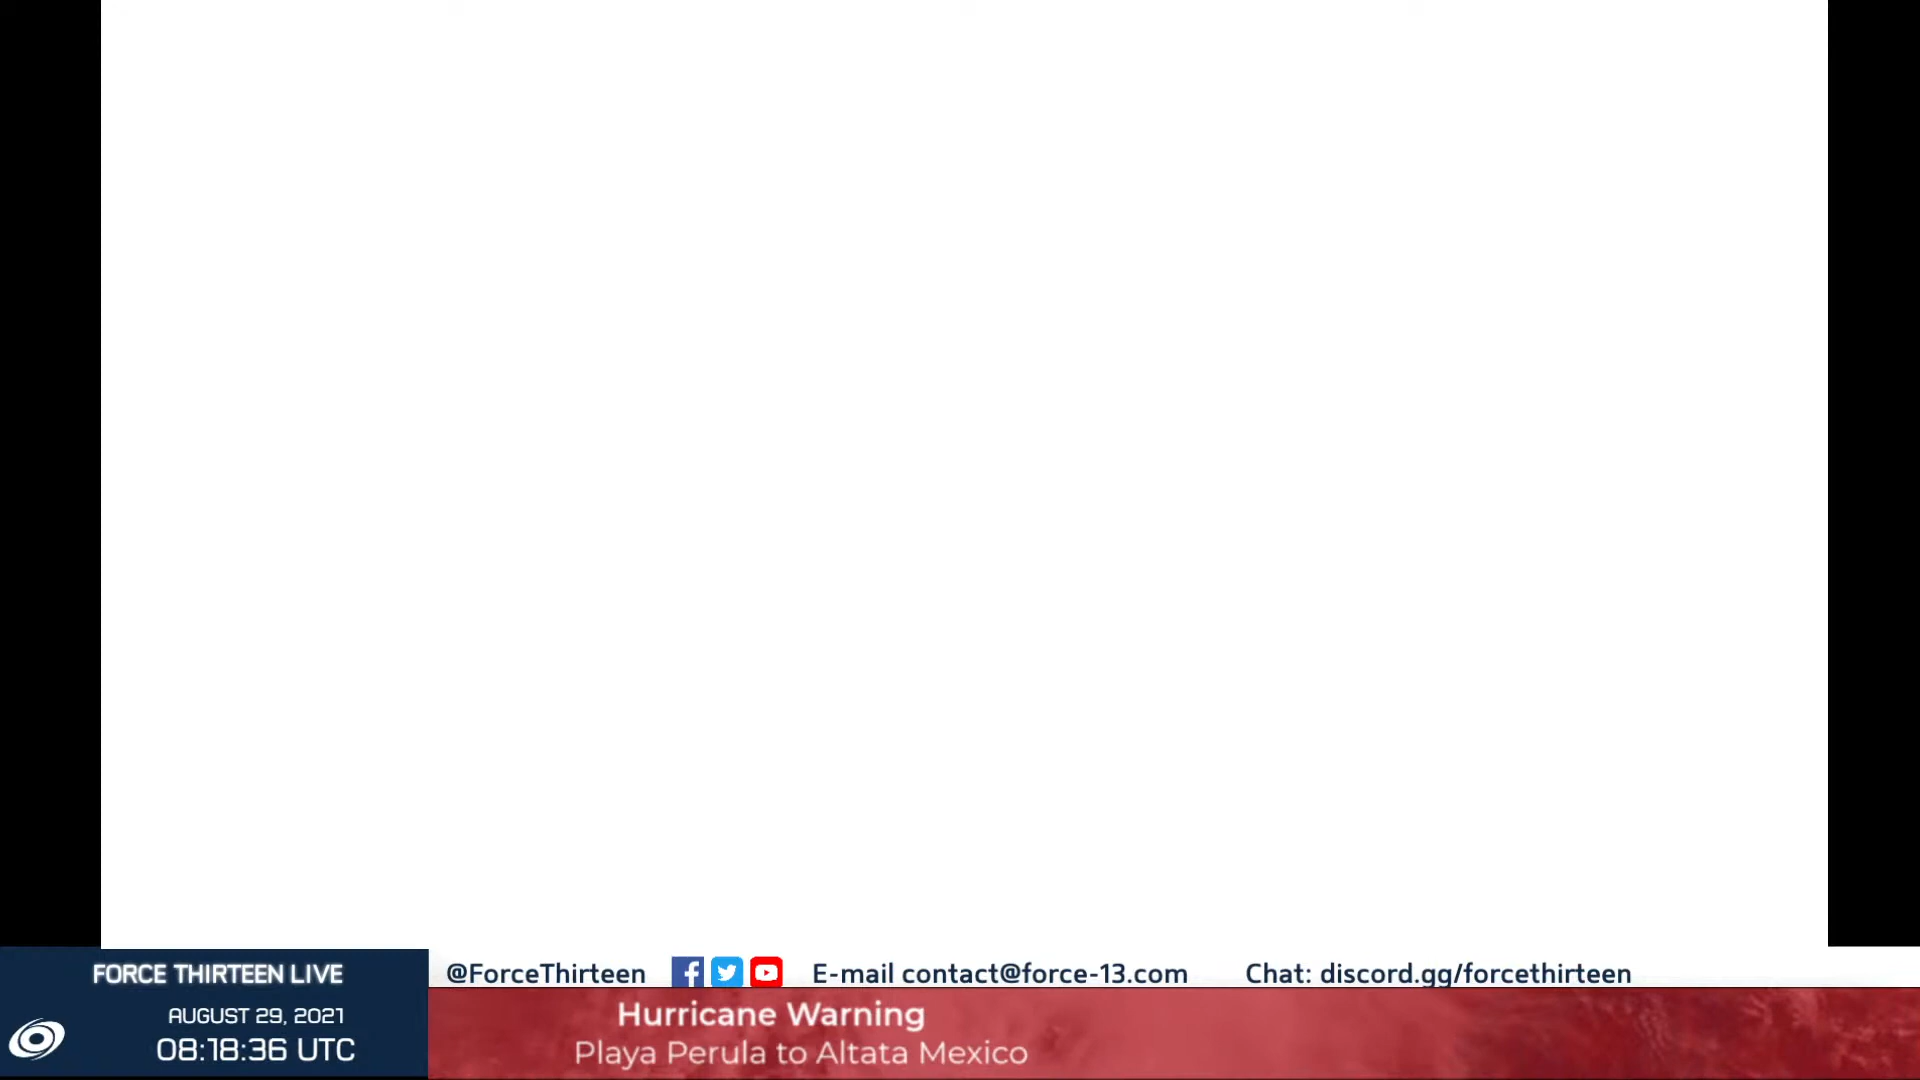 FORCE THIRTEEN LIVE
@ForceThirteen
E-mail contact@force-13.com
Chat: discord.gg/forcethirteen
AUGUST 29, 2021
08:18:36 UTC
Hurricane Warning
Playa Perula to Altata Mexico